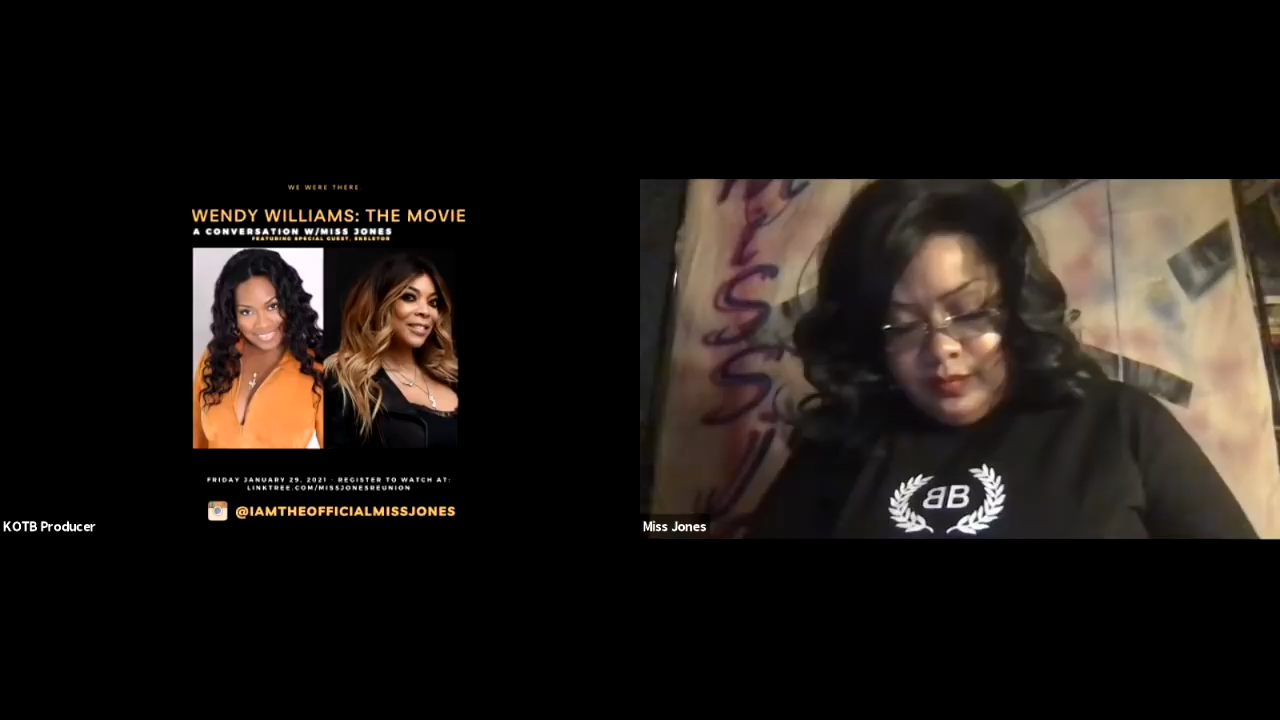 WE WERE THERE.
WENDY WILLIAMS: THE MOVIE
A CONVERSATION W/MISS JONES
FEATURING SPECIAL GUEST, SKELETOR
FRIDAY JANUARY 29, 2021 - REGISTER TO WATCH AT:
LINKTREE.COM/MISSJONESREUNION
@IAMTHEOFFICIALMISSJONES
KOTB Producer
Miss Jones
BB